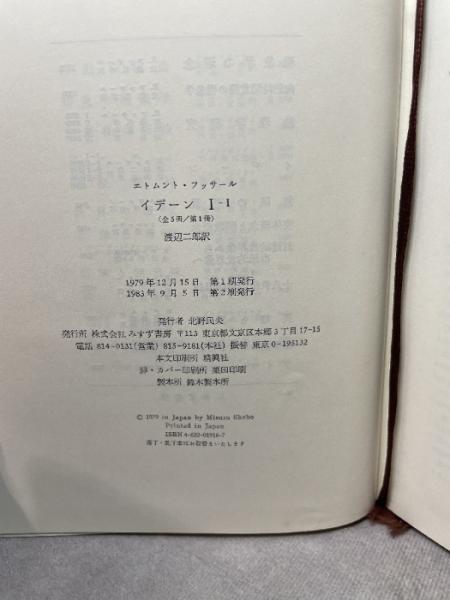 エトムント・フッサール
イデーン I-I
(全5冊/第1冊)
渡辺二郎訳
1979年12月15日 第1刷発行
1983年9月5日 第2刷発行
発行者 北野民夫
発行所 株式会社 みすず書房 〒113 東京都文京区本郷3丁目17-15
電話 814-0131(営業) 815-9181(本社) 振替 東京 0-195132
本文印刷所 精興社
扉・カバー印刷所 栗田印刷
製本所 鈴木製本所
© 1979 in Japan by Misuzu Shobo
Printed in Japan
落丁・乱丁本はお取替えいたします